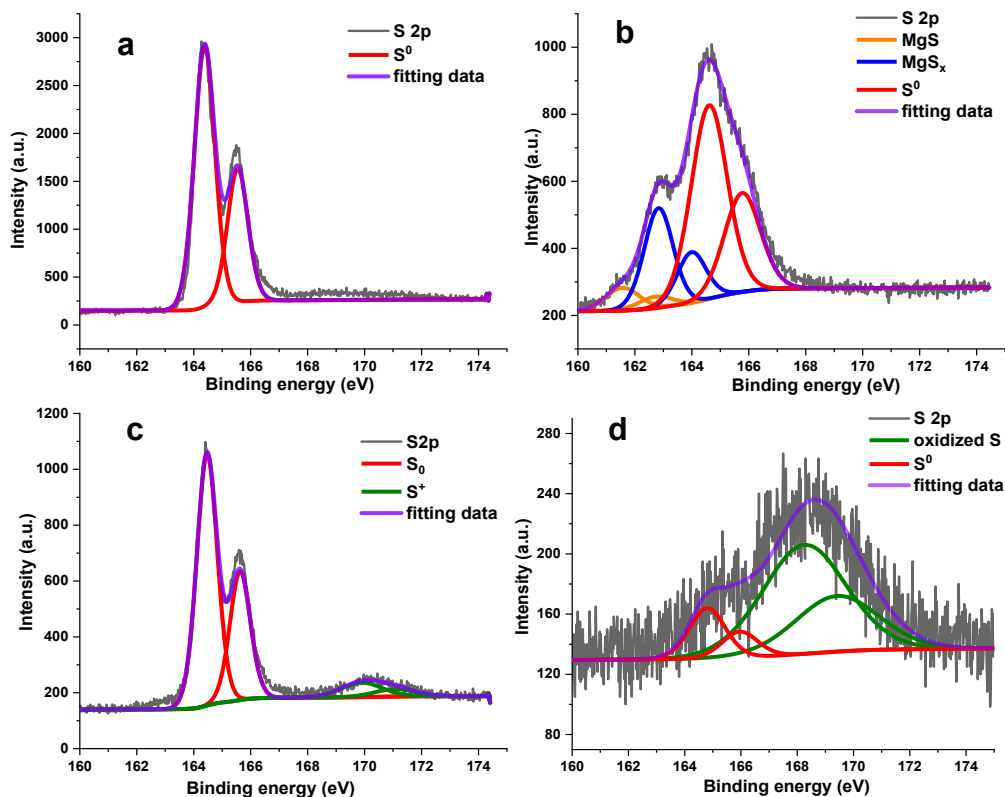 a
S 2p
S⁰
fitting data
Intensity (a.u.)
3000
2500
2000
1500
1000
500
0
160 162 164 166 168 170 172 174
Binding energy (eV)
b
S 2p
MgS
MgSₓ
S⁰
fitting data
Intensity (a.u.)
1000
800
600
400
200
160 162 164 166 168 170 172 174
Binding energy (eV)
c
S2p
S₀
S⁺
fitting data
Intensity (a.u.)
1200
1000
800
600
400
200
0
160 162 164 166 168 170 172 174
Binding energy (eV)
d
S 2p
oxidized S
S⁰
fitting data
Intensity (a.u.)
280
240
200
160
120
80
160 162 164 166 168 170 172 174
Binding energy (eV)